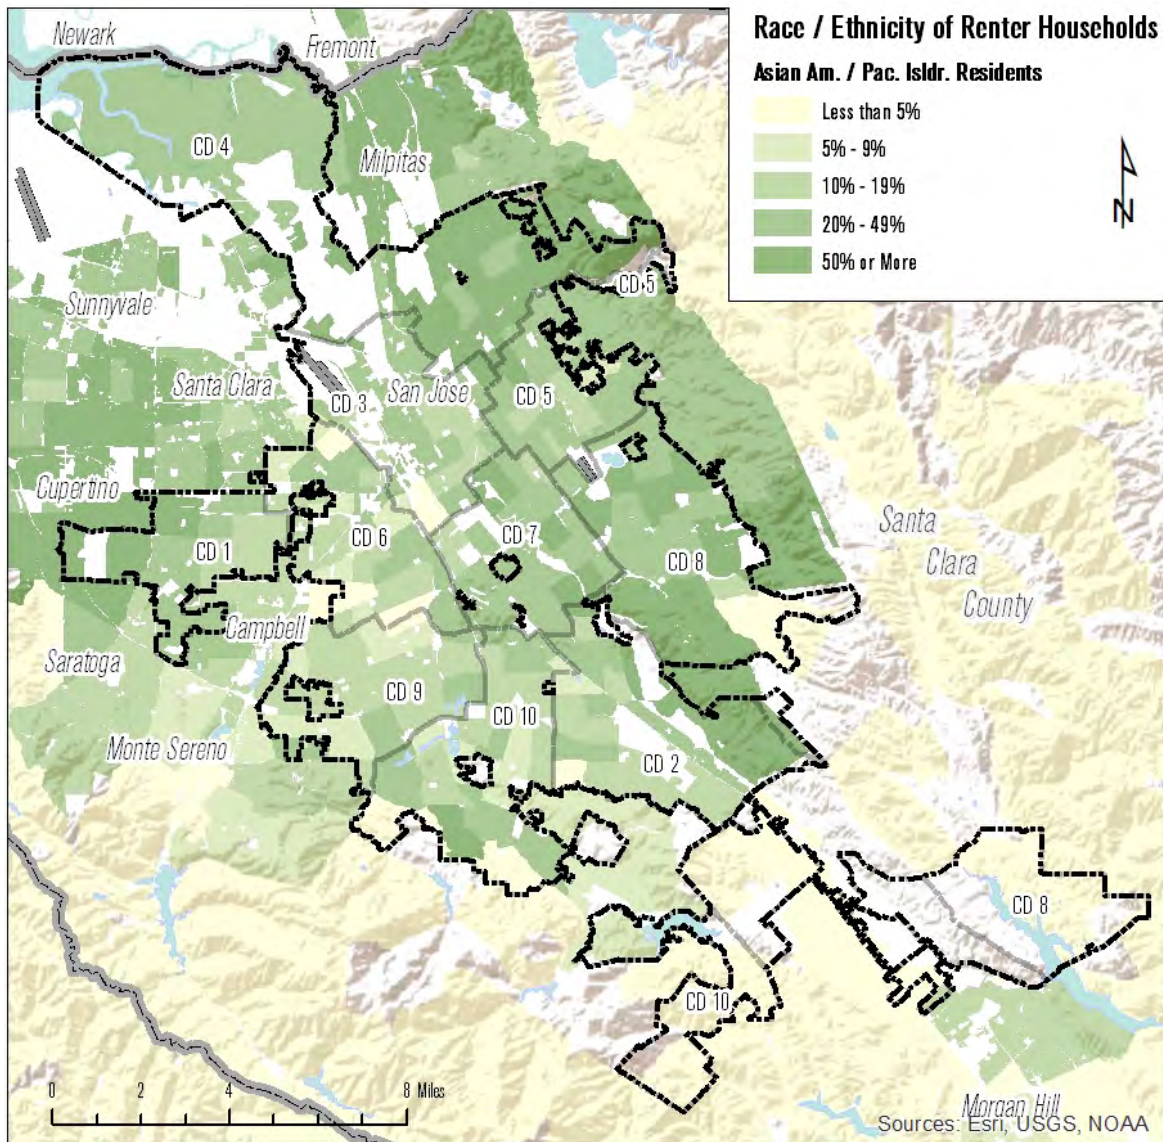 Race / Ethnicity of Renter Households
Asian Am. / Pac. Isldr. Residents
Less than 5%
5% - 9%
10% - 19%
20% - 49%
50% or More
N
Newark
Fremont
CD 4
Milpitas
CD 5
Sunnyvale
Santa Clara
CD 3
San Jose
CD 5
Cupertino
CD 1
CD 6
CD 7
CD 8
Santa
Clara
County
Campbell
Saratoga
CD 9
CD 10
Monte Sereno
CD 2
CD 8
CD 10
0 2 4 8 Miles
Morgan Hill
Sources: Esri, USGS, NOAA